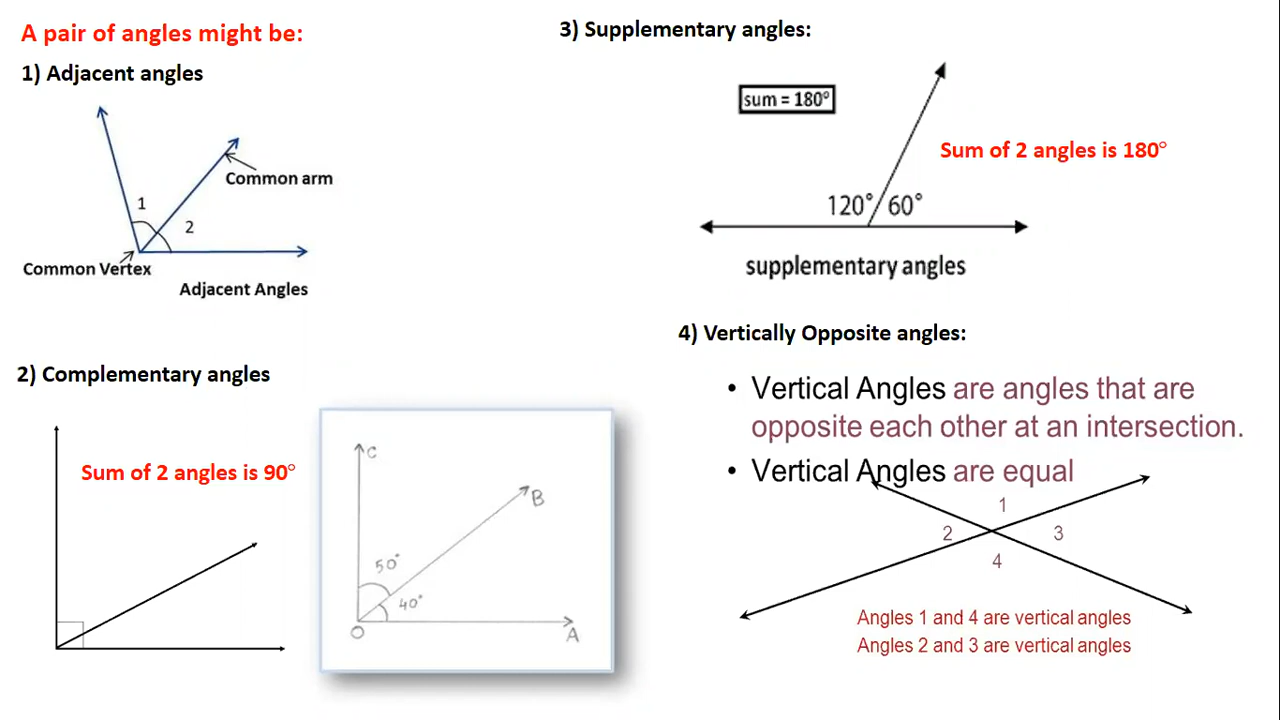 A pair of angles might be:
1) Adjacent angles
1
2
Common arm
Common Vertex
Adjacent Angles
2) Complementary angles
Sum of 2 angles is 90°
C
B
50°
40°
O
A
3) Supplementary angles:
sum = 180°
Sum of 2 angles is 180°
120° 60°
supplementary angles
4) Vertically Opposite angles:
• Vertical Angles are angles that are
opposite each other at an intersection.
• Vertical Angles are equal
1
2
3
4
Angles 1 and 4 are vertical angles
Angles 2 and 3 are vertical angles